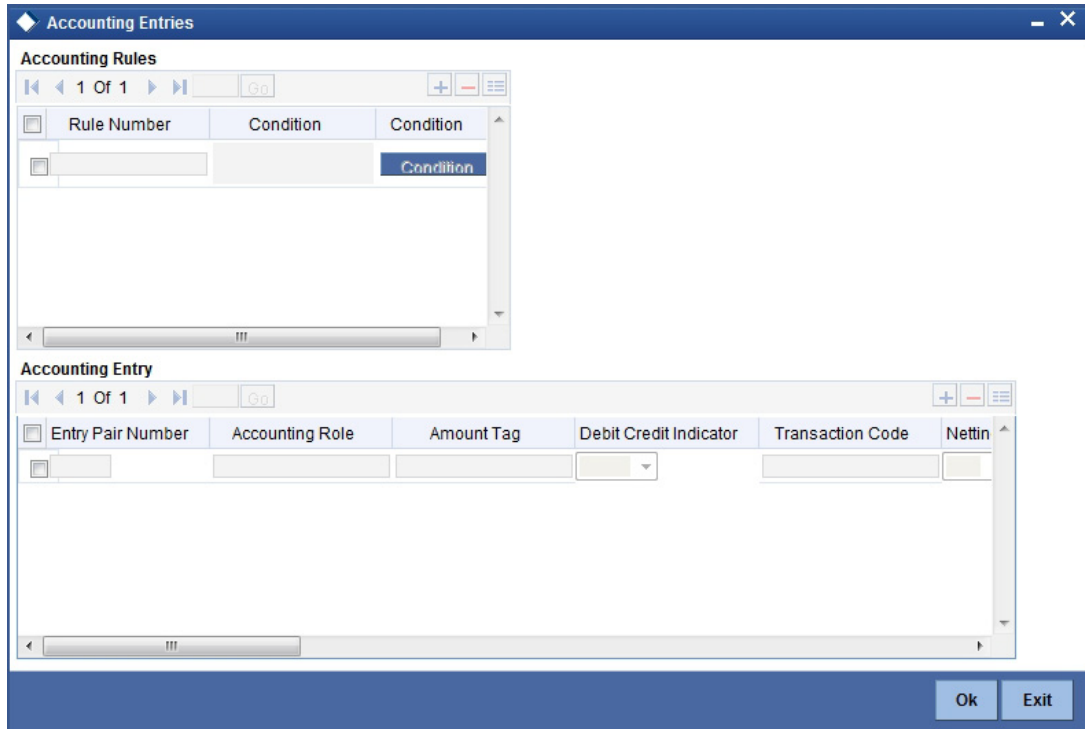 Accounting Entries
Accounting Rules
1 Of 1 Go
Rule Number Condition Condition
Condition
Accounting Entry
1 Of 1 Go
Entry Pair Number Accounting Role Amount Tag Debit Credit Indicator Transaction Code Nettin
Ok Exit